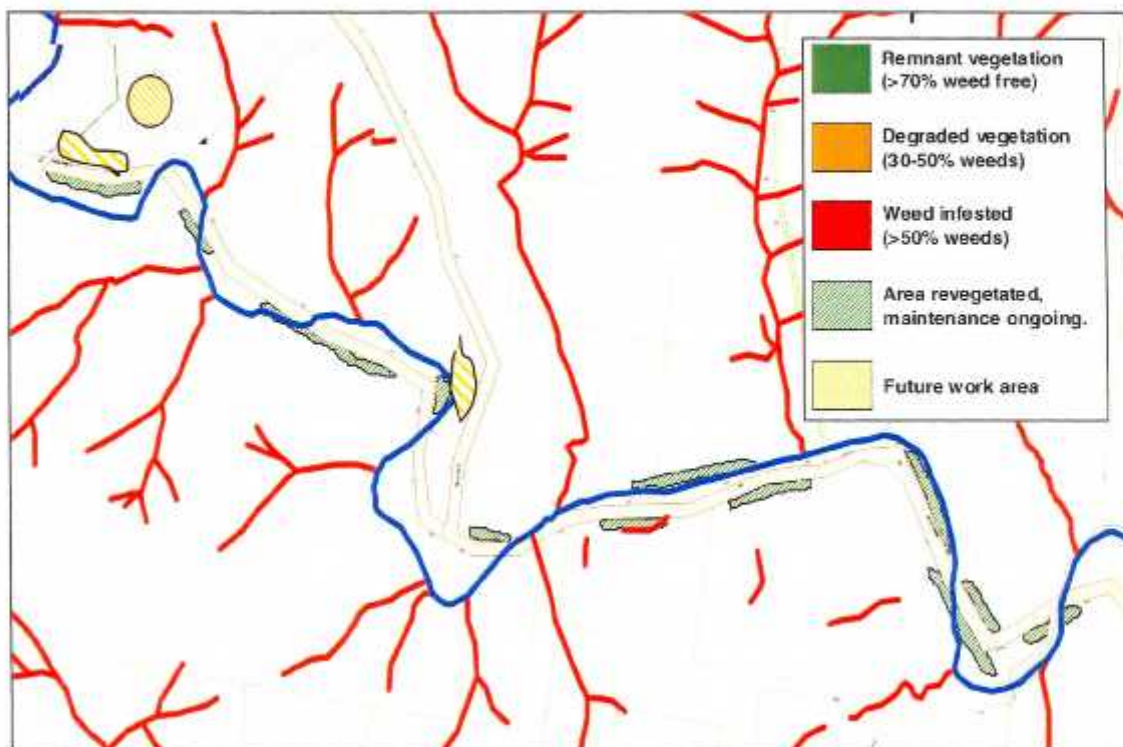 Remnant vegetation
(>70% weed free)
Degraded vegetation
(30-50% weeds)
Weed infested
(>50% weeds)
Area revegetated,
maintenance ongoing.
Future work area